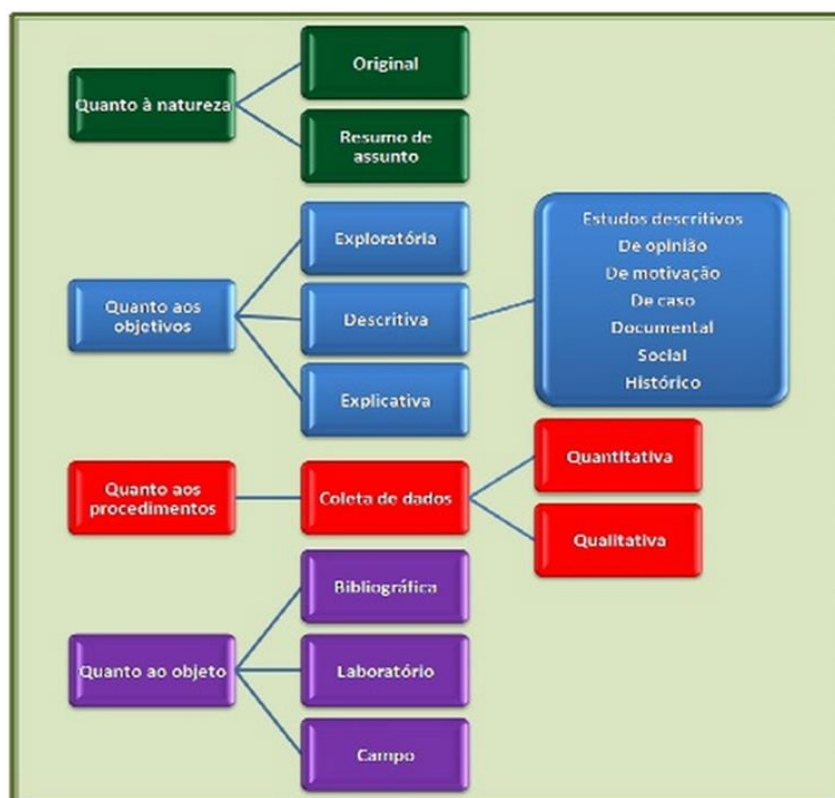 Quanto à natureza
Original
Resumo de
assunto
Quanto aos
objetivos
Exploratória
Descritiva
Explicativa
Estudos descritivos
De opinião
De motivação
De caso
Documental
Social
Histórico
Quanto aos
procedimentos
Coleta de dados
Quantitativa
Qualitativa
Quanto ao objeto
Bibliográfica
Laboratório
Campo